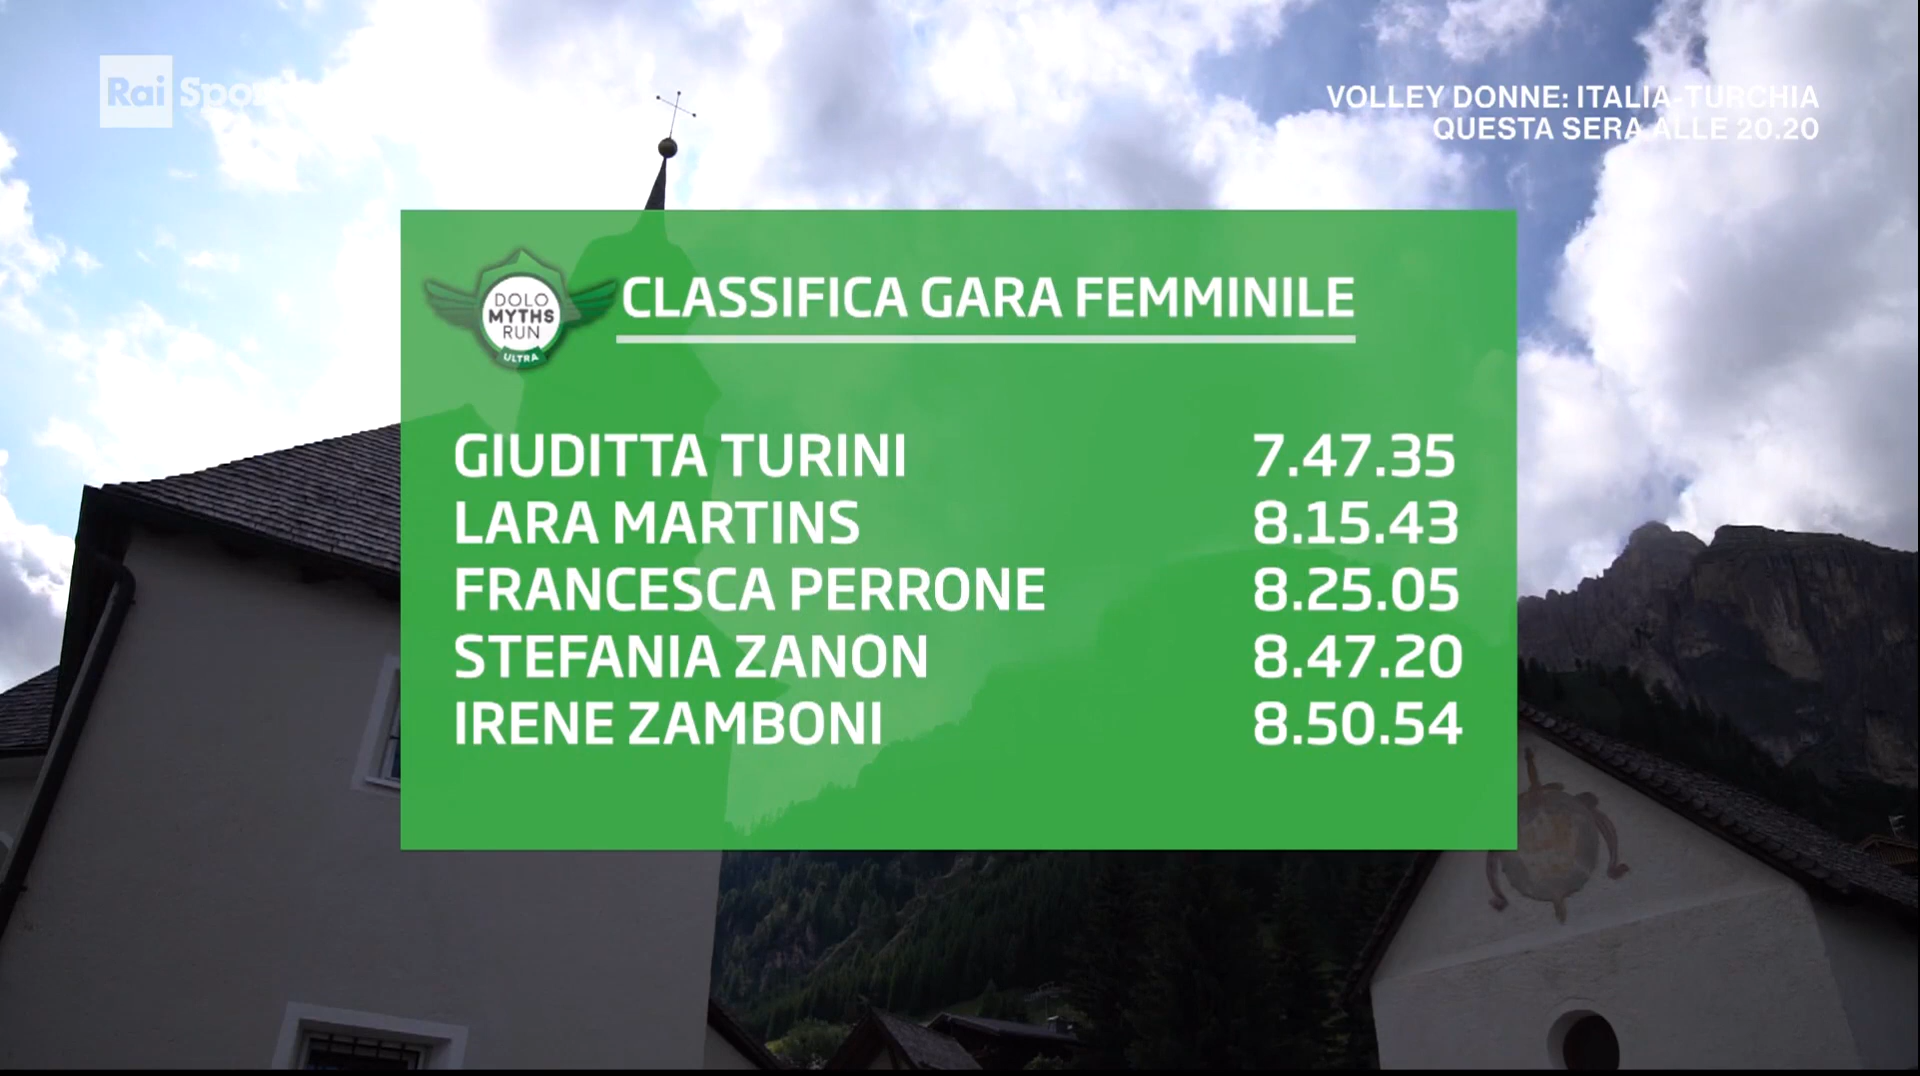 Rai Spor
VOLLEY DONNE: ITALIA-TURCHIA
QUESTA SERA ALLE 20.20
DOLO
MYTHS
RUN
ULTRA
CLASSIFICA GARA FEMMINILE
GIUDITTA TURINI 7.47.35
LARA MARTINS 8.15.43
FRANCESCA PERRONE 8.25.05
STEFANIA ZANON 8.47.20
IRENE ZAMBONI 8.50.54